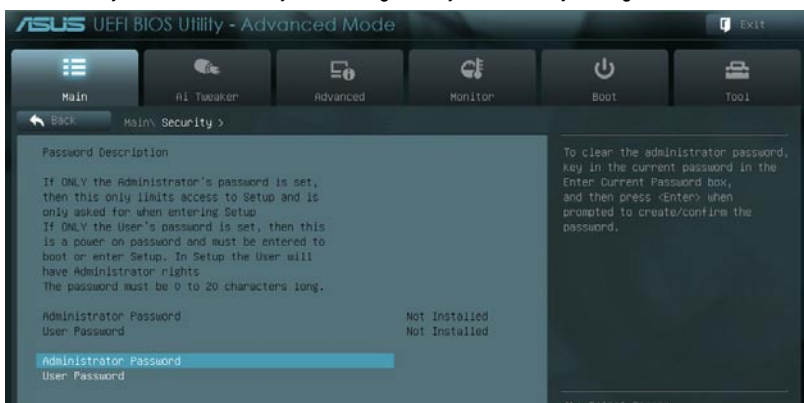 ASUS UEFI BIOS Utility - Advanced Mode
Exit
Main
Ai Tweaker
Advanced
Monitor
Boot
Tool
Back
Main\ Security >
Password Description
If ONLY the Administrator's password is set,
then this only limits access to Setup and is
only asked for when entering Setup
If ONLY the User's password is set, then this
is a power on password and must be entered to
boot or enter Setup. In Setup the User will
have Administrator rights
The password must be 0 to 20 characters long.
Administrator Password Not Installed
User Password Not Installed
Administrator Password
User Password
To clear the administrator password,
key in the current password in the
Enter Current Password box,
and then press <Enter> when
prompted to create/confirm the
password.